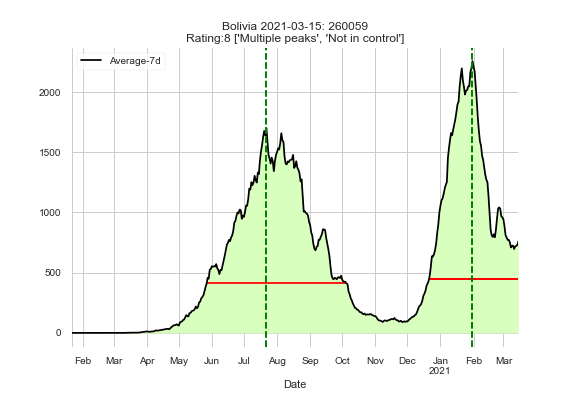 Bolivia 2021-03-15: 260059
Rating:8 ['Multiple peaks', 'Not in control']
Average-7d
2000
1500
1000
500
0
Feb Mar Apr May Jun Jul Aug Sep Oct Nov Dec Jan Feb Mar
2021
Date